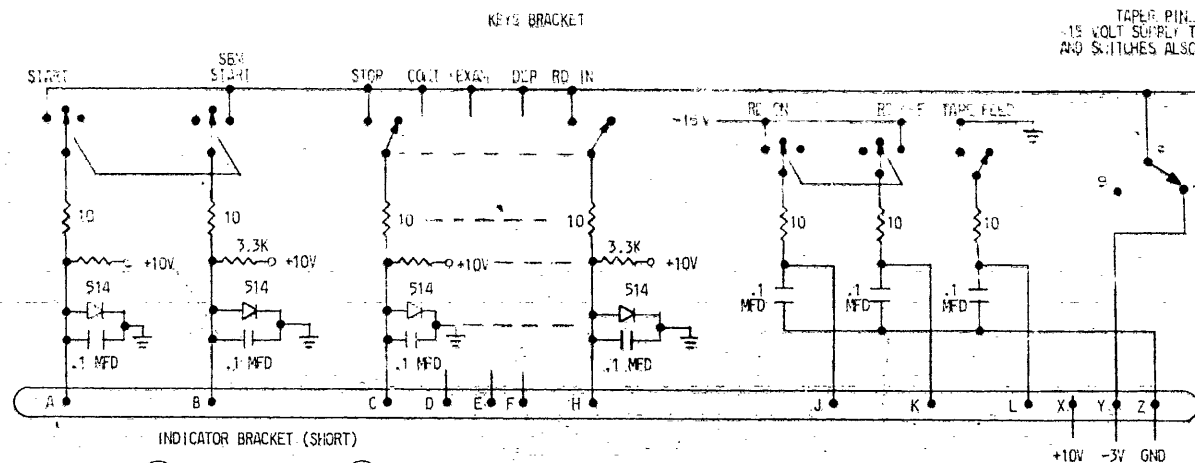 KEYS BRACKET
TAPER PIN
-15 VOLT SUPPLY T
AND SWITCHES ALSO
START
SBM
START
STOP
CONT
EXAM
DEP
RD IN
-15 V
RD ON
TAPE FEED
10
10
10
10
10
10
10
9
+10V
3.3K
+10V
+10V
3.3K
+10V
514
514
514
514
.1 MFD
.1 MFD
.1 MFD
.1 MFD
.1
MFD
.1
MFD
.1
MFD
A
B
C
D
E
F
H
J
K
L
X
Y
Z
INDICATOR BRACKET (SHORT)
+10V
-3V
GND